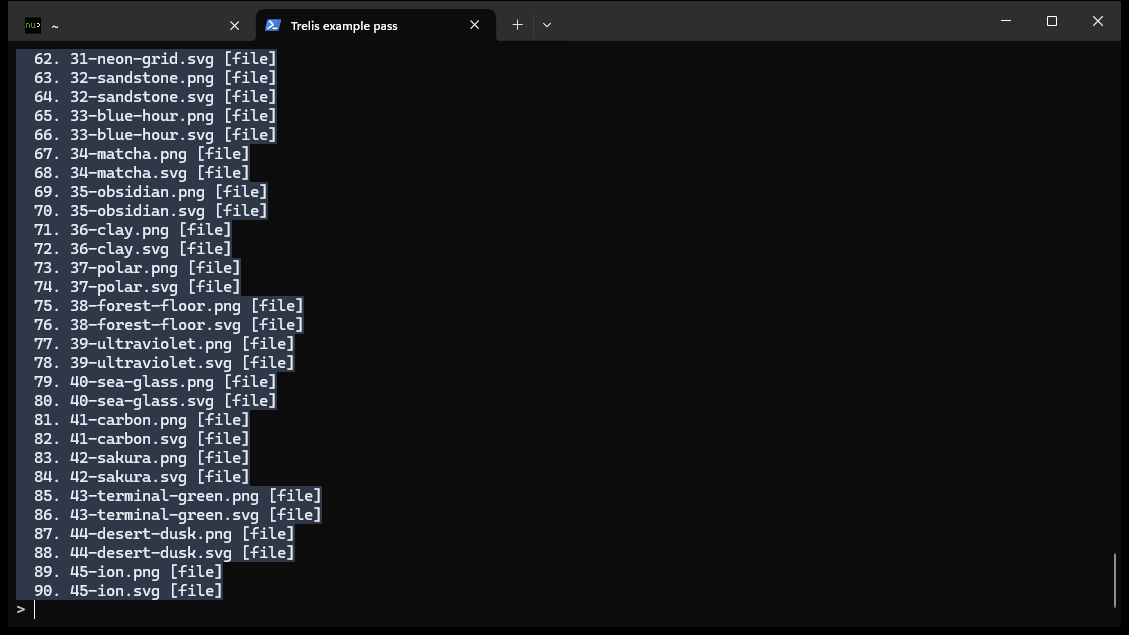 nu>
~
Trelis example pass
62. 31-neon-grid.svg [file]
63. 32-sandstone.png [file]
64. 32-sandstone.svg [file]
65. 33-blue-hour.png [file]
66. 33-blue-hour.svg [file]
67. 34-matcha.png [file]
68. 34-matcha.svg [file]
69. 35-obsidian.png [file]
70. 35-obsidian.svg [file]
71. 36-clay.png [file]
72. 36-clay.svg [file]
73. 37-polar.png [file]
74. 37-polar.svg [file]
75. 38-forest-floor.png [file]
76. 38-forest-floor.svg [file]
77. 39-ultraviolet.png [file]
78. 39-ultraviolet.svg [file]
79. 40-sea-glass.png [file]
80. 40-sea-glass.svg [file]
81. 41-carbon.png [file]
82. 41-carbon.svg [file]
83. 42-sakura.png [file]
84. 42-sakura.svg [file]
85. 43-terminal-green.png [file]
86. 43-terminal-green.svg [file]
87. 44-desert-dusk.png [file]
88. 44-desert-dusk.svg [file]
89. 45-ion.png [file]
90. 45-ion.svg [file]
>